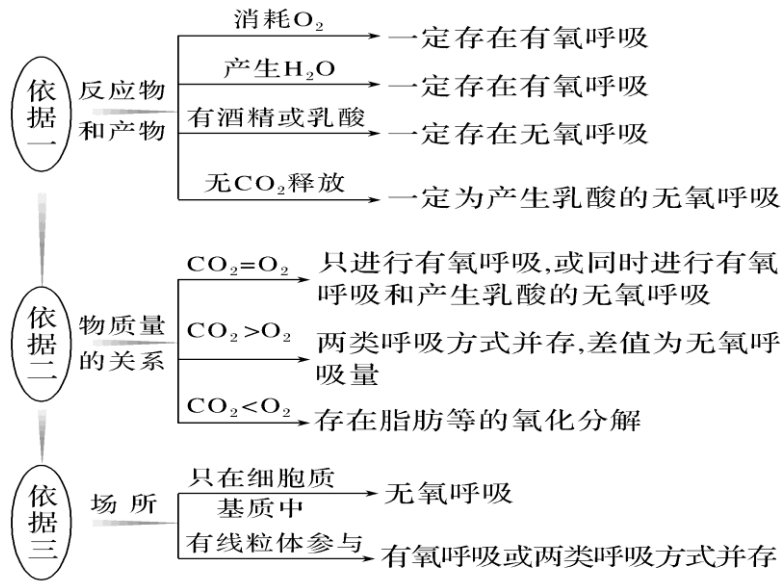 依据一
反应物
和产物
消耗O₂
一定存在有氧呼吸
产生H₂O
一定存在有氧呼吸
有酒精或乳酸
一定存在无氧呼吸
无CO₂释放
一定为产生乳酸的无氧呼吸
依据二
物质量
的关系
CO₂=O₂
只进行有氧呼吸,或同时进行有氧
呼吸和产生乳酸的无氧呼吸
CO₂>O₂
两类呼吸方式并存,差值为无氧呼
吸量
CO₂<O₂
存在脂肪等的氧化分解
依据三
场所
只在细胞质
基质中
无氧呼吸
有线粒体参与
有氧呼吸或两类呼吸方式并存